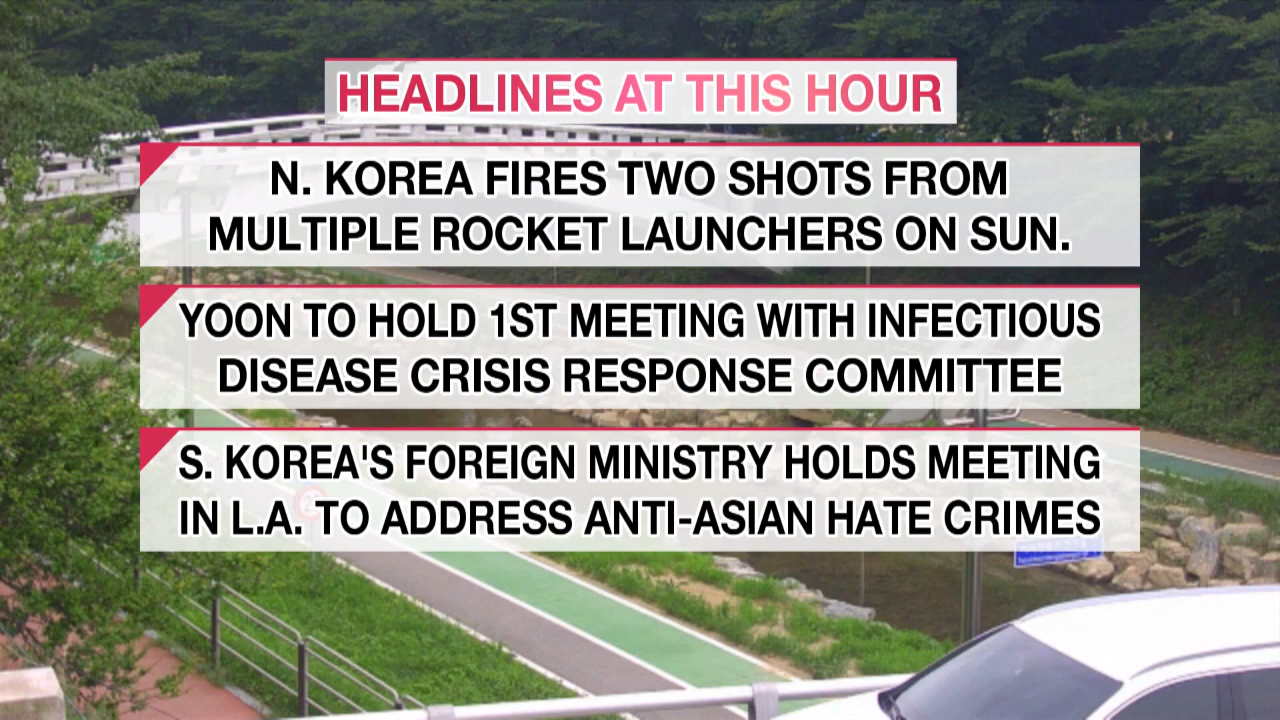 HEADLINES AT THIS HOUR
N. KOREA FIRES TWO SHOTS FROM
MULTIPLE ROCKET LAUNCHERS ON SUN.
YOON TO HOLD 1ST MEETING WITH INFECTIOUS
DISEASE CRISIS RESPONSE COMMITTEE
S. KOREA'S FOREIGN MINISTRY HOLDS MEETING
IN L.A. TO ADDRESS ANTI-ASIAN HATE CRIMES